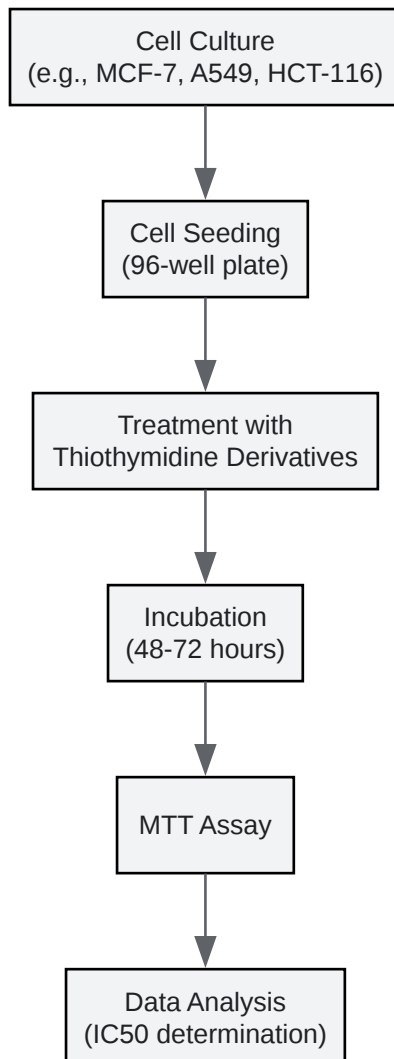 Cell Culture
(e.g., MCF-7, A549, HCT-116)
Cell Seeding
(96-well plate)
Treatment with
Thiothymidine Derivatives
Incubation
(48-72 hours)
MTT Assay
Data Analysis
(IC50 determination)